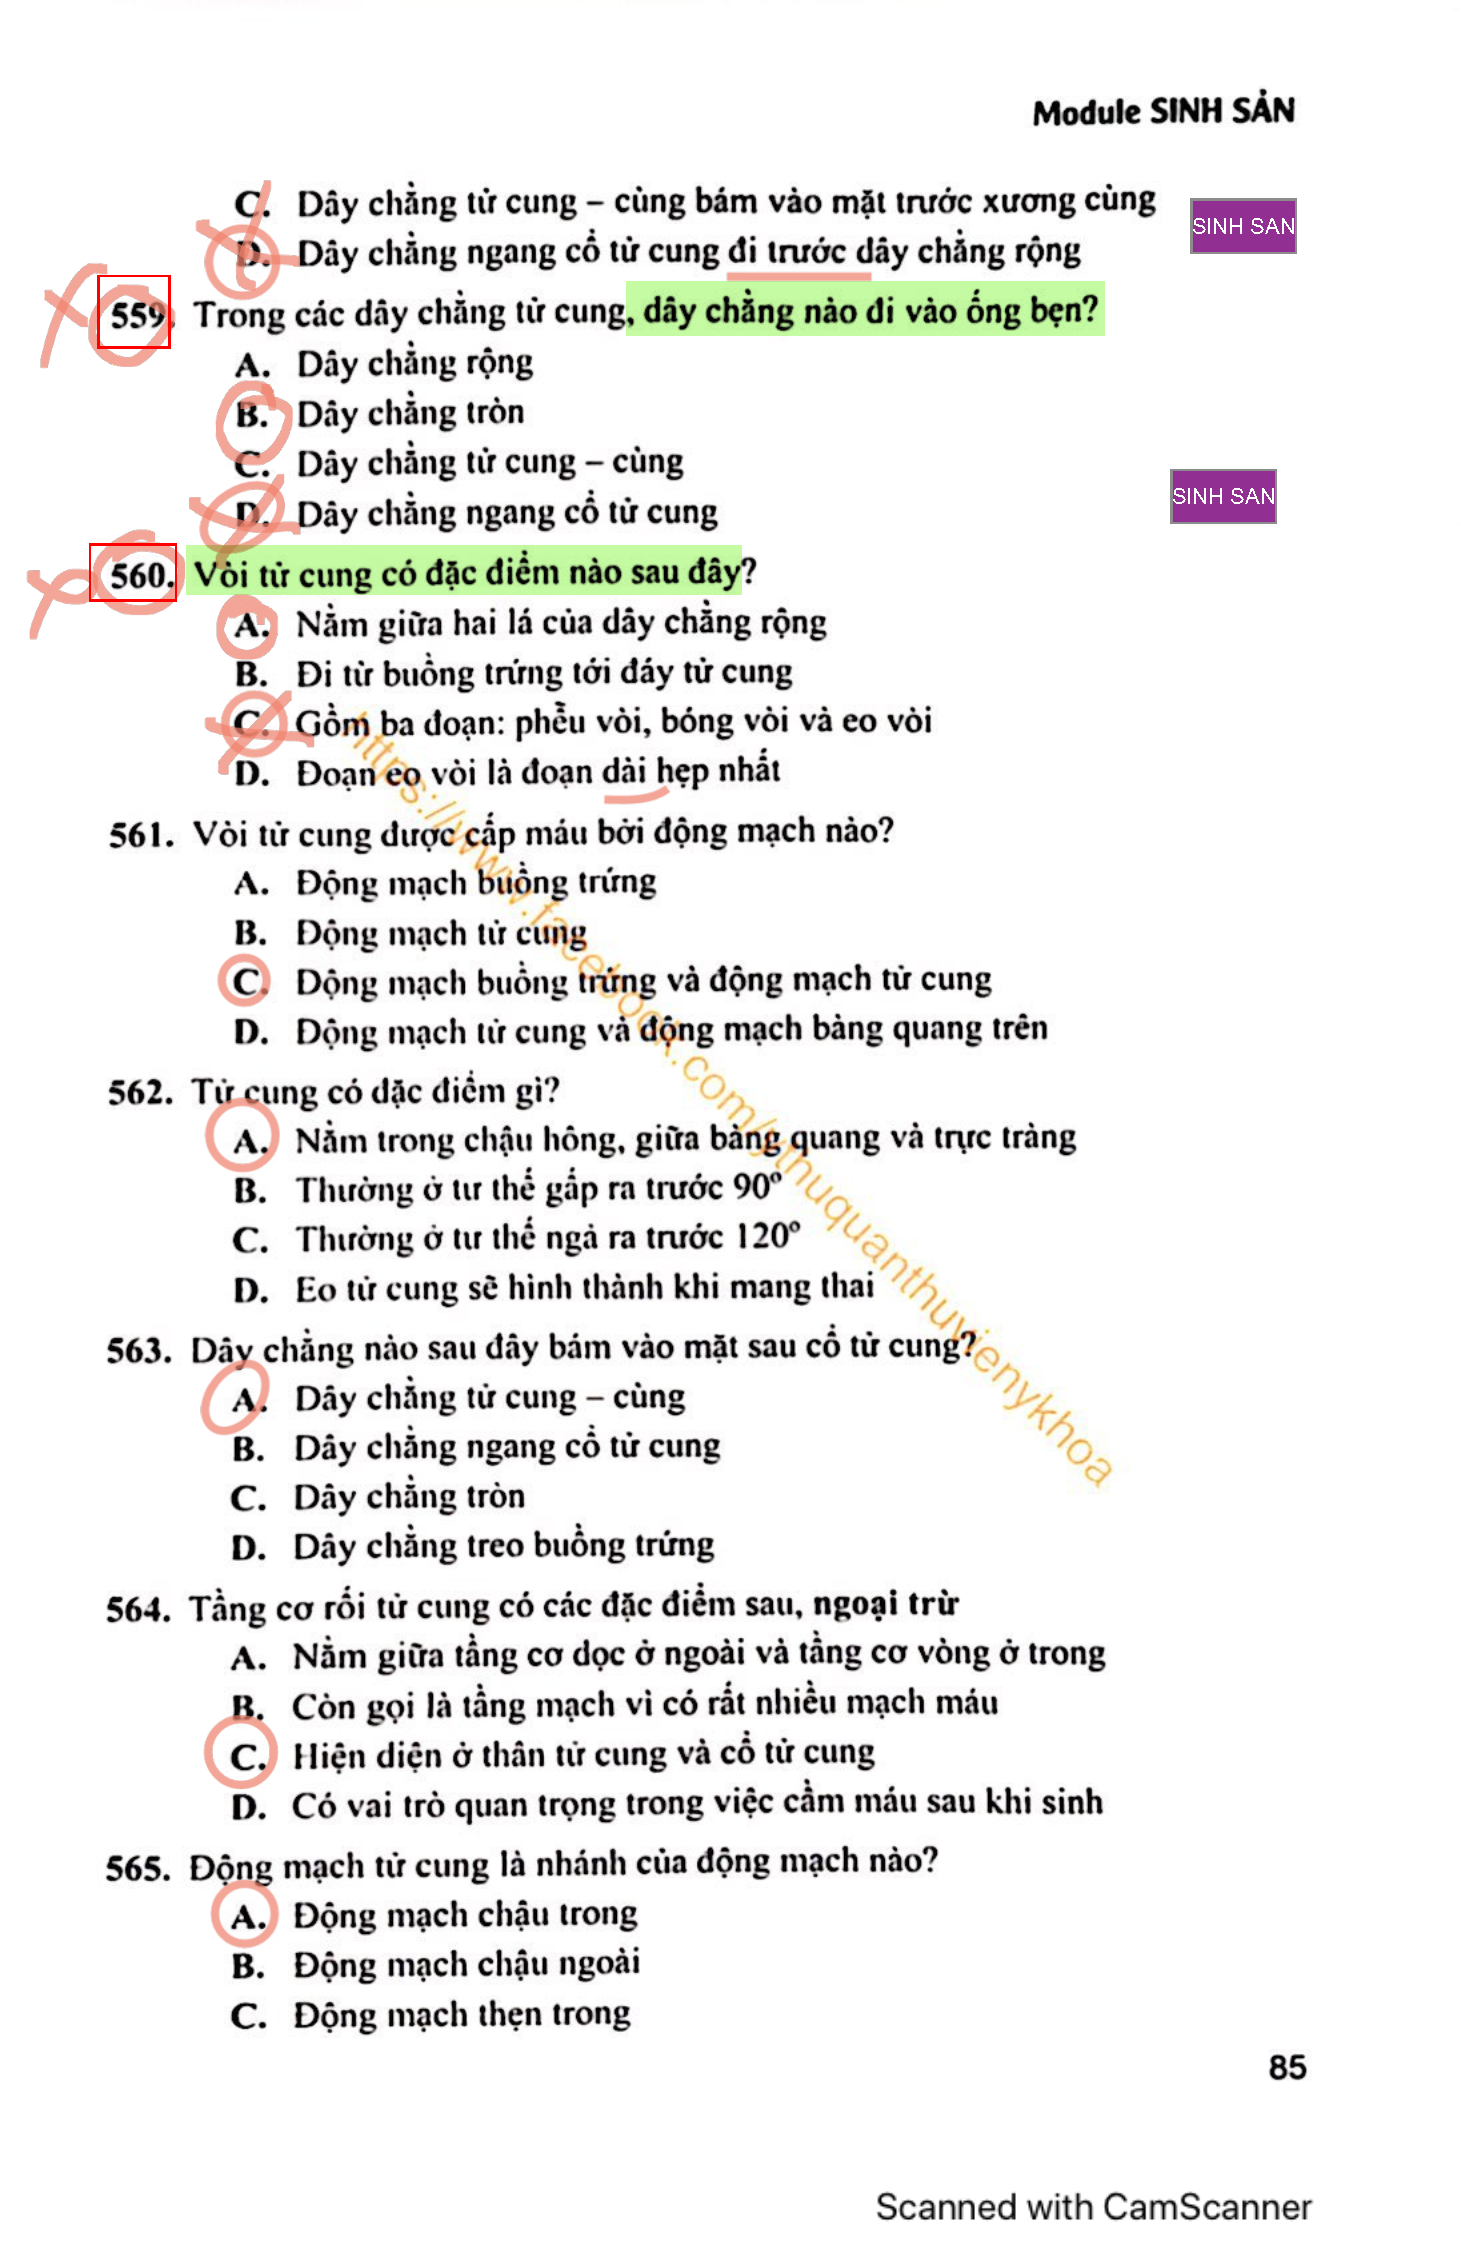 Module SINH SẢN
C. Dây chằng tử cung – cùng bám vào mặt trước xương cùng
SINH SAN
D. Dây chằng ngang cổ tử cung đi trước dây chằng rộng
559. Trong các dây chằng tử cung, dây chằng nào đi vào ống bẹn?
A. Dây chằng rộng
B. Dây chằng tròn
C. Dây chằng tử cung – cùng
SINH SAN
D. Dây chằng ngang cổ tử cung
560. Vòi tử cung có đặc điểm nào sau đây?
A. Nằm giữa hai lá của dây chằng rộng
B. Đi từ buồng trứng tới đáy tử cung
C. Gồm ba đoạn: phễu vòi, bóng vòi và eo vòi
D. Đoạn eo vòi là đoạn dài hẹp nhất
https://www.facebook.com/ythuquanthuvienykhoa
561. Vòi tử cung được cấp máu bởi động mạch nào?
A. Động mạch buồng trứng
B. Động mạch tử cung
C. Động mạch buồng trứng và động mạch tử cung
D. Động mạch tử cung và động mạch bàng quang trên
562. Tử cung có đặc điểm gì?
A. Nằm trong chậu hông, giữa bàng quang và trực tràng
B. Thường ở tư thế gấp ra trước 90º
C. Thường ở tư thế ngả ra trước 120º
D. Eo tử cung sẽ hình thành khi mang thai
563. Dây chằng nào sau đây bám vào mặt sau cổ tử cung?
A. Dây chằng tử cung – cùng
B. Dây chằng ngang cổ tử cung
C. Dây chằng tròn
D. Dây chằng treo buồng trứng
564. Tầng cơ rối tử cung có các đặc điểm sau, ngoại trừ
A. Nằm giữa tầng cơ dọc ở ngoài và tầng cơ vòng ở trong
B. Còn gọi là tầng mạch vì có rất nhiều mạch máu
C. Hiện diện ở thân tử cung và cổ tử cung
D. Có vai trò quan trọng trong việc cầm máu sau khi sinh
565. Động mạch tử cung là nhánh của động mạch nào?
A. Động mạch chậu trong
B. Động mạch chậu ngoài
C. Động mạch thẹn trong
85
Scanned with CamScanner